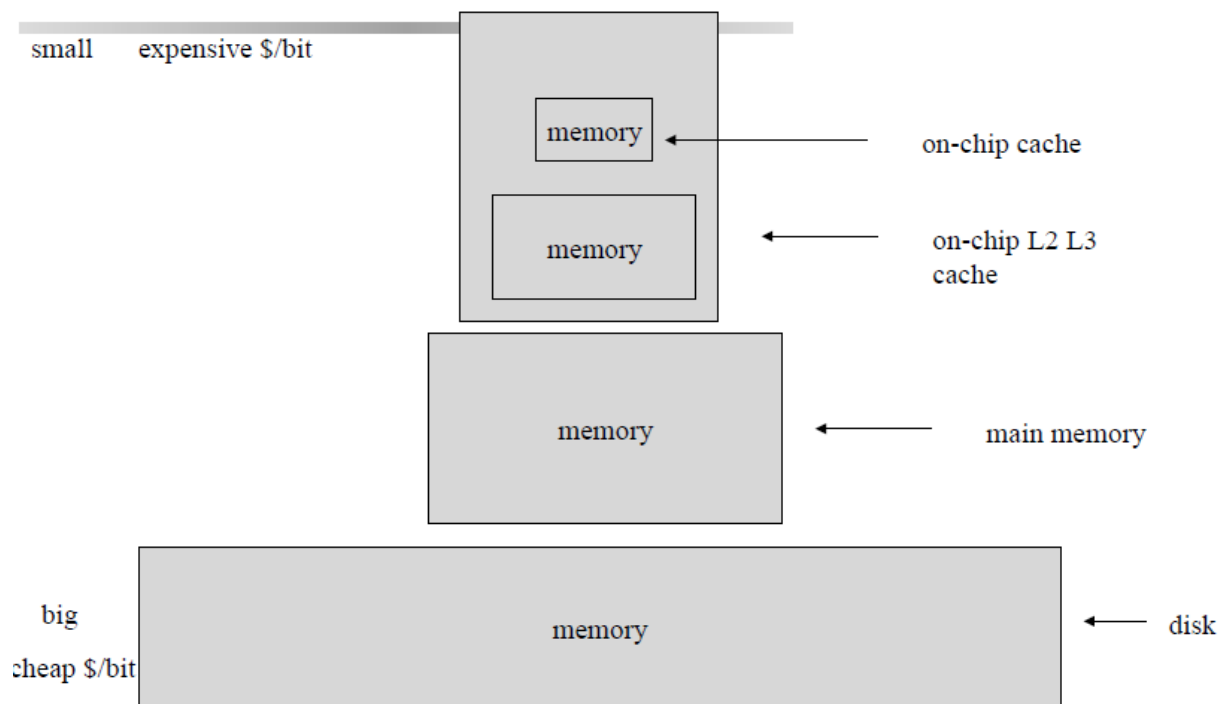 small expensive $/bit
memory
on-chip cache
memory
on-chip L2 L3
cache
memory
main memory
big
memory
disk
cheap $/bit